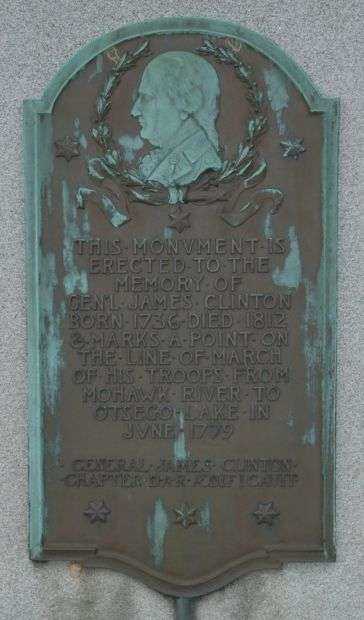 THIS · MONVMENT · IS
ERECTED · TO · THE
MEMORY · OF
GEN'L · JAMES · CLINTON
BORN · 1736 · DIED · 1812
& · MARKS · A · POINT · ON
THE · LINE · OF · MARCH
OF · HIS · TROOPS · FROM
MOHAWK · RIVER · TO
OTSEGO · LAKE · IN
JVNE · 1779
GENERAL · JAMES · CLINTON ·
CHAPTER · D · A · R ·